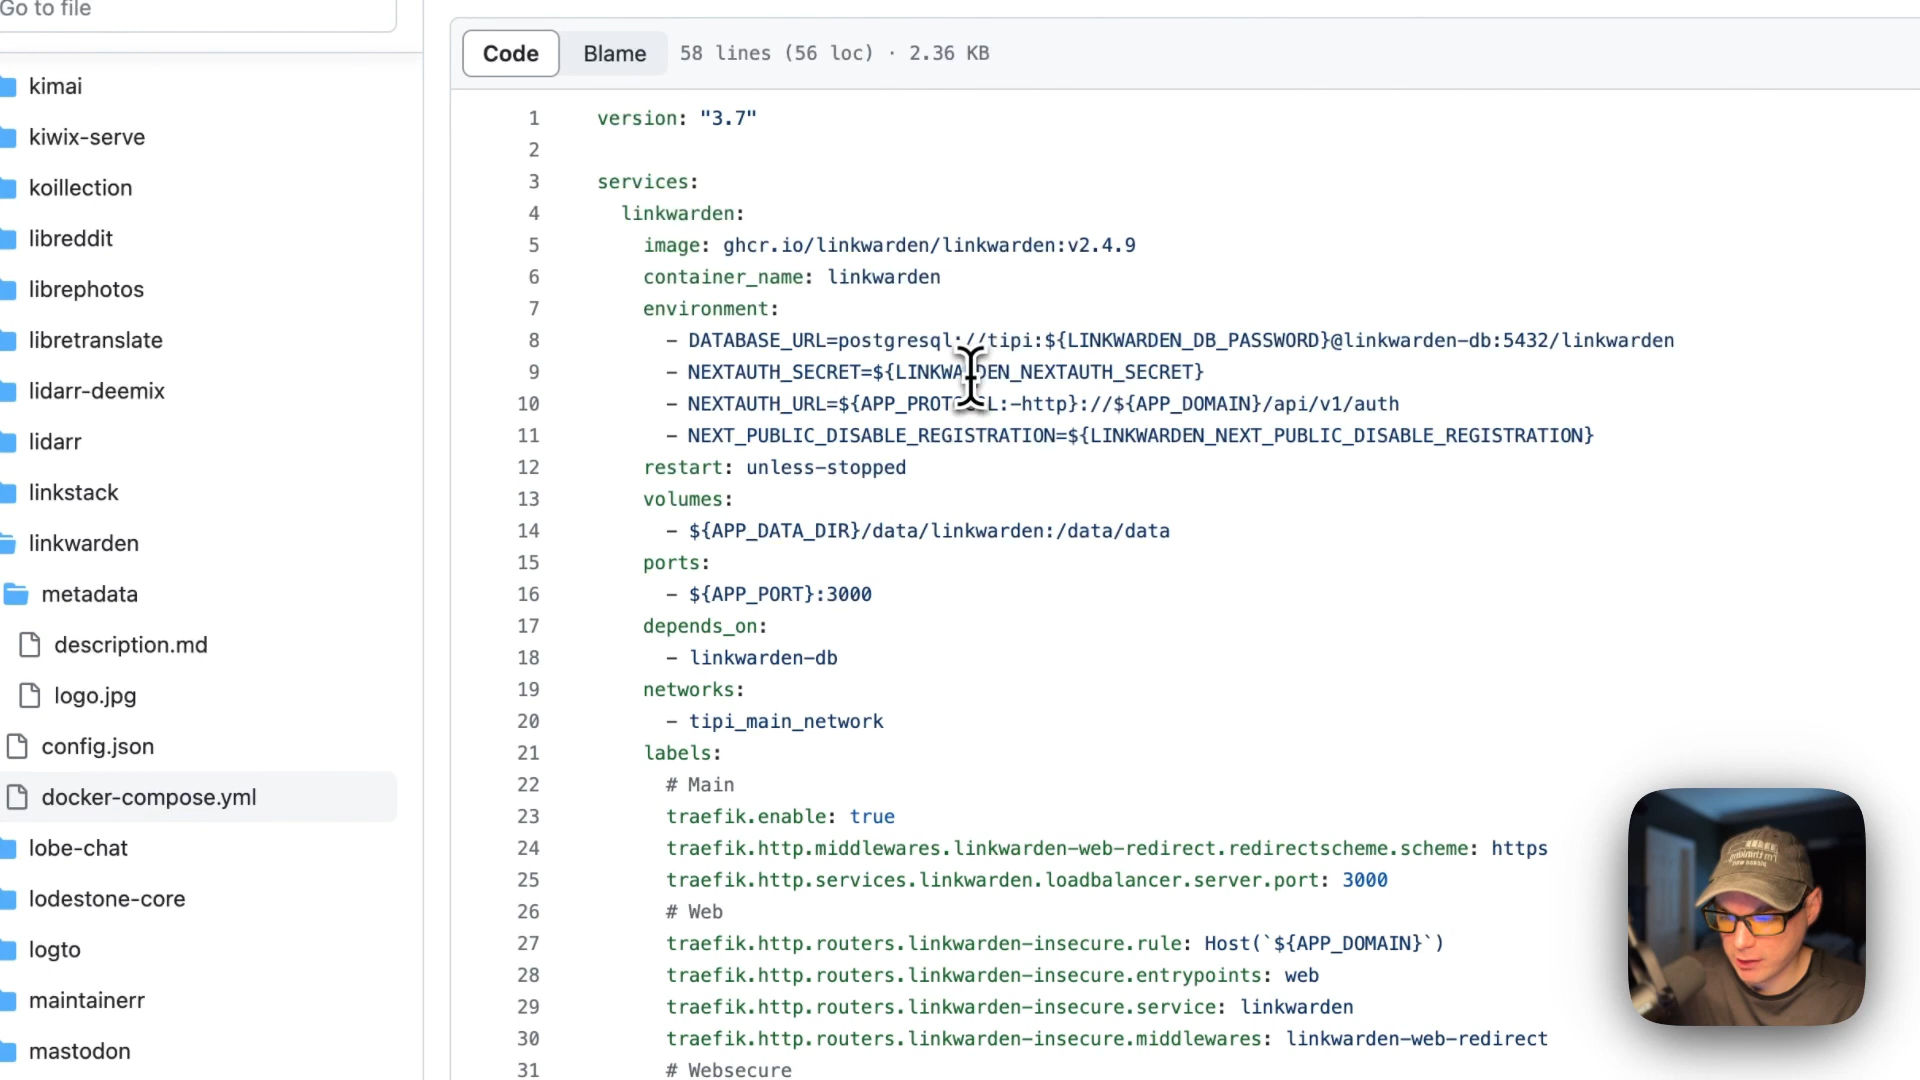 Go to file
kimai
kiwix-serve
koillection
libreddit
librephotos
libretranslate
lidarr-deemix
lidarr
linkstack
linkwarden
metadata
description.md
logo.jpg
config.json
docker-compose.yml
lobe-chat
lodestone-core
logto
maintainerr
mastodon
Code Blame 58 lines (56 loc) · 2.36 KB
1 version: "3.7"
2
3 services:
4 linkwarden:
5 image: ghcr.io/linkwarden/linkwarden:v2.4.9
6 container_name: linkwarden
7 environment:
8 - DATABASE_URL=postgresql://tipi:${LINKWARDEN_DB_PASSWORD}@linkwarden-db:5432/linkwarden
9 - NEXTAUTH_SECRET=${LINKWARDEN_NEXTAUTH_SECRET}
10 - NEXTAUTH_URL=${APP_PROTOCOL:-http}://${APP_DOMAIN}/api/v1/auth
11 - NEXT_PUBLIC_DISABLE_REGISTRATION=${LINKWARDEN_NEXT_PUBLIC_DISABLE_REGISTRATION}
12 restart: unless-stopped
13 volumes:
14 - ${APP_DATA_DIR}/data/linkwarden:/data/data
15 ports:
16 - ${APP_PORT}:3000
17 depends_on:
18 - linkwarden-db
19 networks:
20 - tipi_main_network
21 labels:
22 # Main
23 traefik.enable: true
24 traefik.http.middlewares.linkwarden-web-redirect.redirectscheme.scheme: https
25 traefik.http.services.linkwarden.loadbalancer.server.port: 3000
26 # Web
27 traefik.http.routers.linkwarden-insecure.rule: Host(`${APP_DOMAIN}`)
28 traefik.http.routers.linkwarden-insecure.entrypoints: web
29 traefik.http.routers.linkwarden-insecure.service: linkwarden
30 traefik.http.routers.linkwarden-insecure.middlewares: linkwarden-web-redirect
31 # Websecure